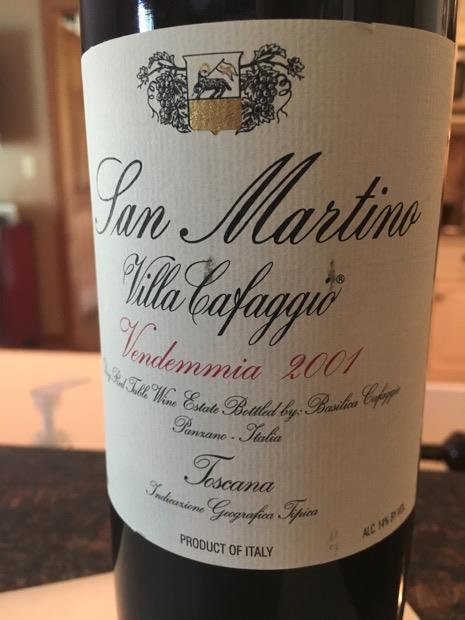 San Martino
Villa Cafaggio®
Vendemmia 2001
Dry Red Table Wine Estate Bottled by: Basilica Cafaggio
Panzano - Italia
Toscana
Indicazione Geografica Tipica
PRODUCT OF ITALY
ALC. 14% BY VOL.